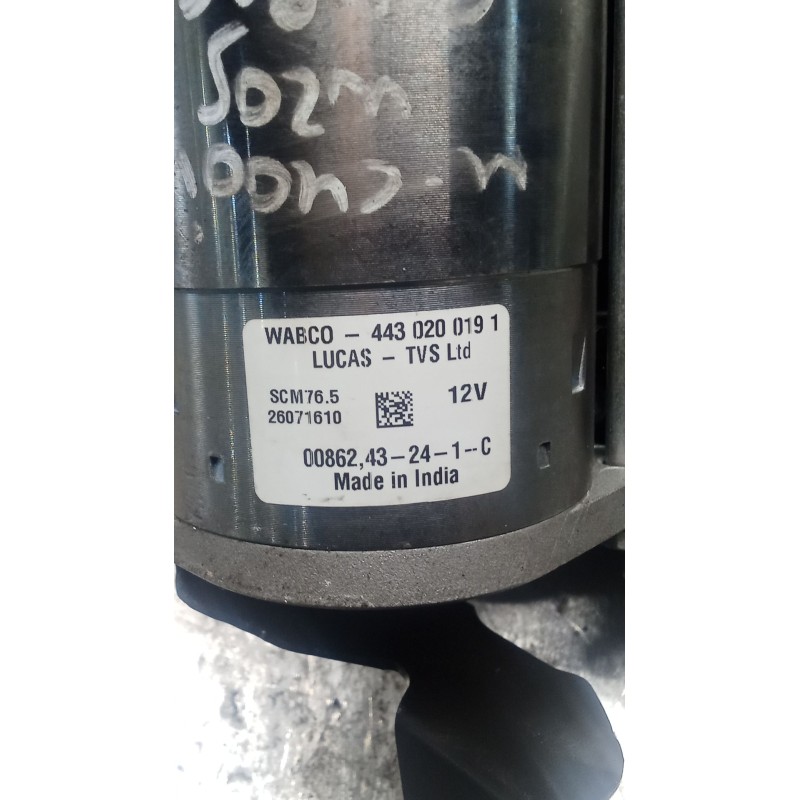 502M
WABCO - 443 020 019 1
LUCAS - TVS Ltd
SCM76.5
26071610
12V
00862,43-24-1--C
Made in India